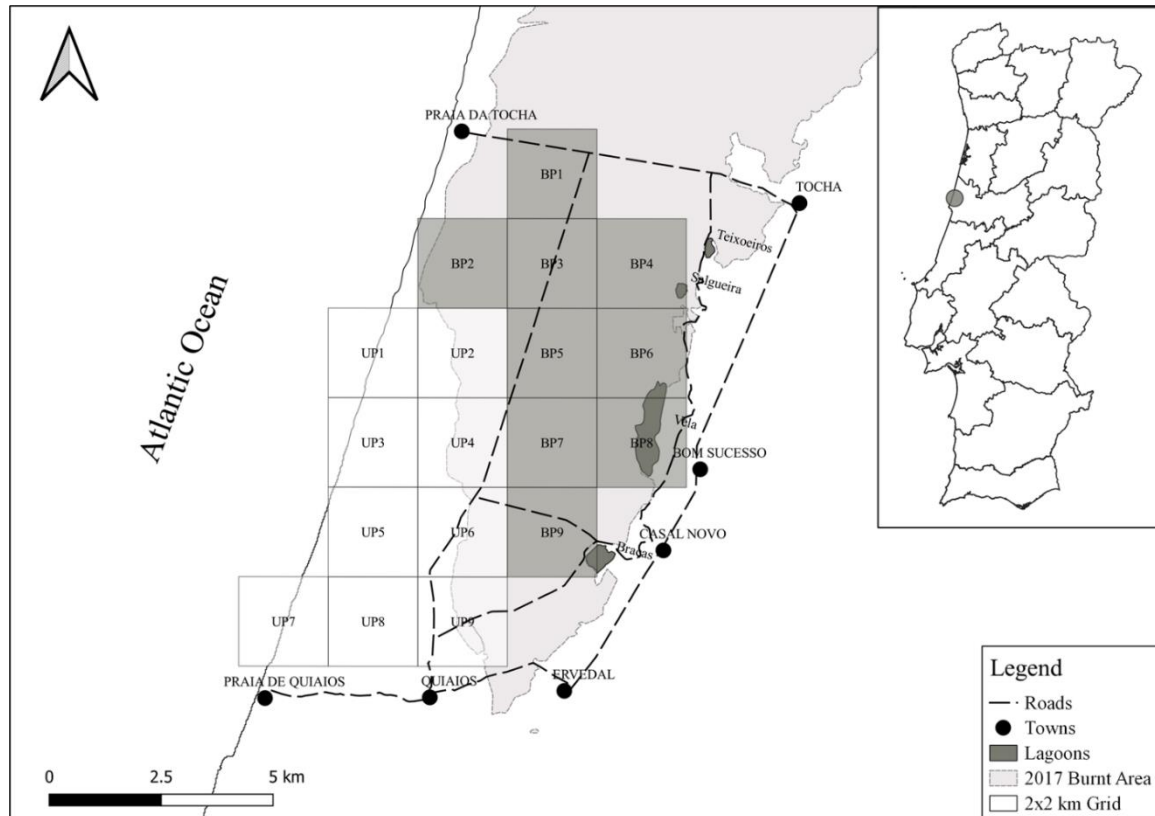 PRAIA DA TOCHA
BP1
TOCHA
Teixoeiros
BP2
BP3
BP4
Salgueira
Atlantic Ocean
UP1
UP2
BP5
BP6
UP3
UP4
BP7
BP8
Vela
BOM SUCESSO
UP5
UP6
BP9
CASAL NOVO
Braças
UP7
UP8
UP9
PRAIA DE QUIAIOS
QUIAIOS
ERVEDAL
0
2.5
5 km
Legend
Roads
Towns
Lagoons
2017 Burnt Area
2x2 km Grid